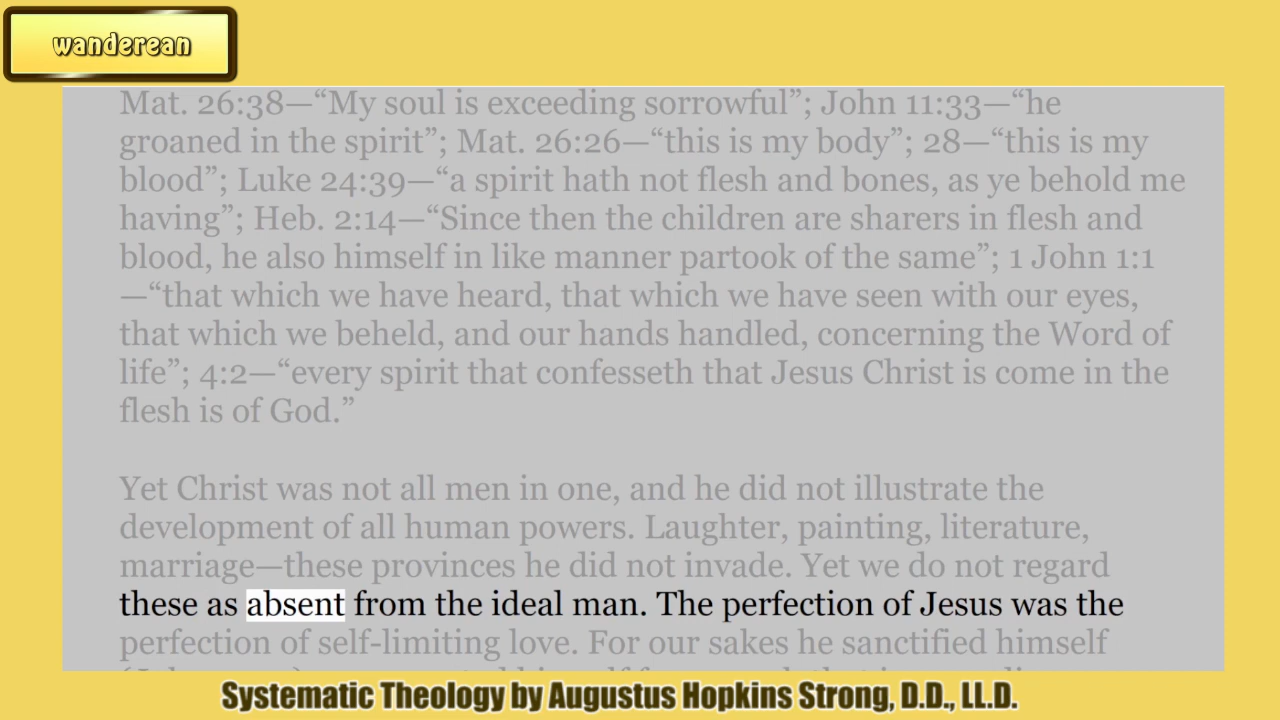 wanderean
Mat. 26:38—“My soul is exceeding sorrowful”; John 11:33—“he
groaned in the spirit”; Mat. 26:26—“this is my body”; 28—“this is my
blood”; Luke 24:39—“a spirit hath not flesh and bones, as ye behold me
having”; Heb. 2:14—“Since then the children are sharers in flesh and
blood, he also himself in like manner partook of the same”; 1 John 1:1
—“that which we have heard, that which we have seen with our eyes,
that which we beheld, and our hands handled, concerning the Word of
life”; 4:2—“every spirit that confesseth that Jesus Christ is come in the
flesh is of God.”
Yet Christ was not all men in one, and he did not illustrate the
development of all human powers. Laughter, painting, literature,
marriage—these provinces he did not invade. Yet we do not regard
these as absent from the ideal man. The perfection of Jesus was the
perfection of self-limiting love. For our sakes he sanctified himself
Systematic Theology by Augustus Hopkins Strong, D.D., LL.D.